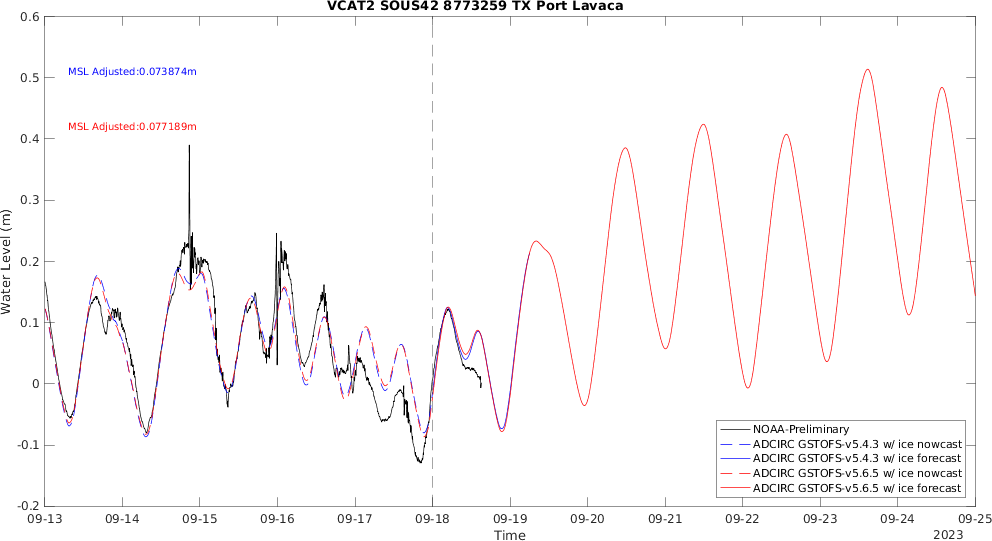 VCAT2 SOUS42 8773259 TX Port Lavaca
0.6
0.5
0.4
0.3
0.2
0.1
0
-0.1
-0.2
Water Level (m)
MSL Adjusted:0.073874m
MSL Adjusted:0.077189m
NOAA-Preliminary
ADCIRC GSTOFS-v5.4.3 w/ ice nowcast
ADCIRC GSTOFS-v5.4.3 w/ ice forecast
ADCIRC GSTOFS-v5.6.5 w/ ice nowcast
ADCIRC GSTOFS-v5.6.5 w/ ice forecast
09-13 09-14 09-15 09-16 09-17 09-18 09-19 09-20 09-21 09-22 09-23 09-24 09-25
Time
2023